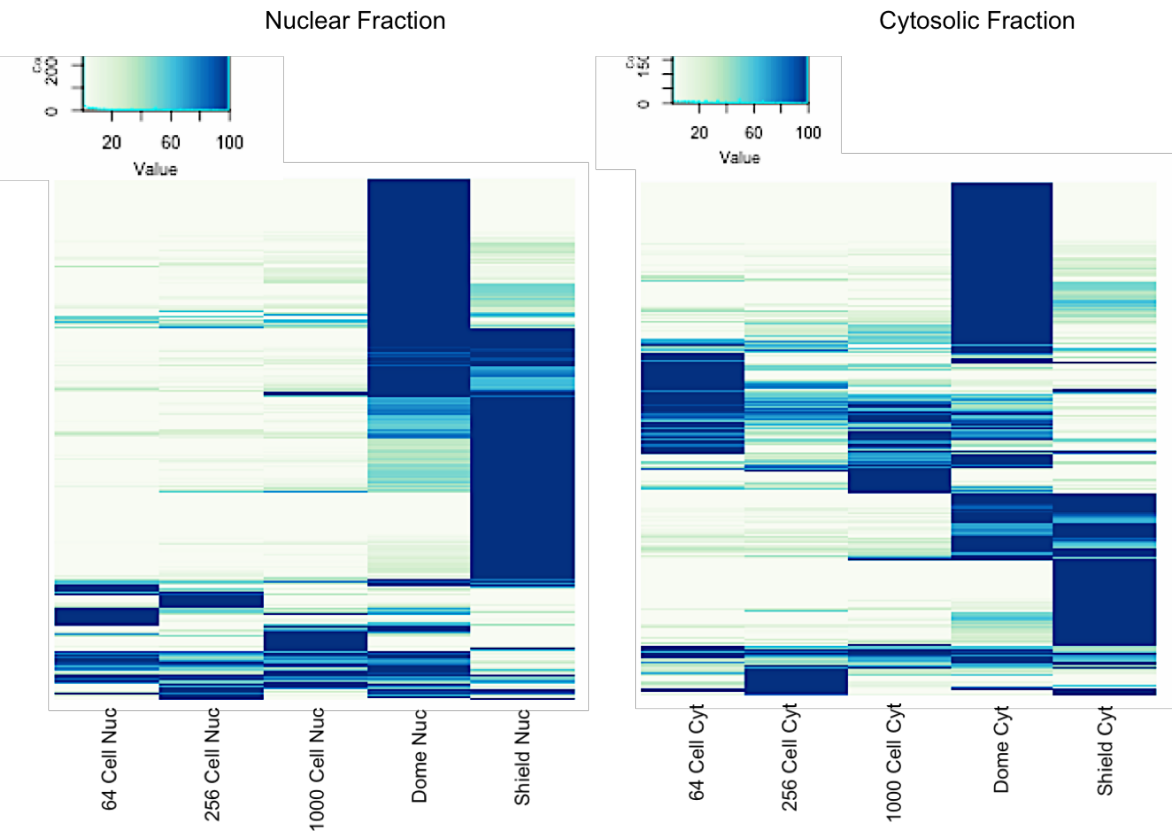 Nuclear Fraction
Cytosolic Fraction
0 200
20 60 100
Value
0 150
20 60 100
Value
64 Cell Nuc
256 Cell Nuc
1000 Cell Nuc
Dome Nuc
Shield Nuc
64 Cell Cyt
256 Cell Cyt
1000 Cell Cyt
Dome Cyt
Shield Cyt